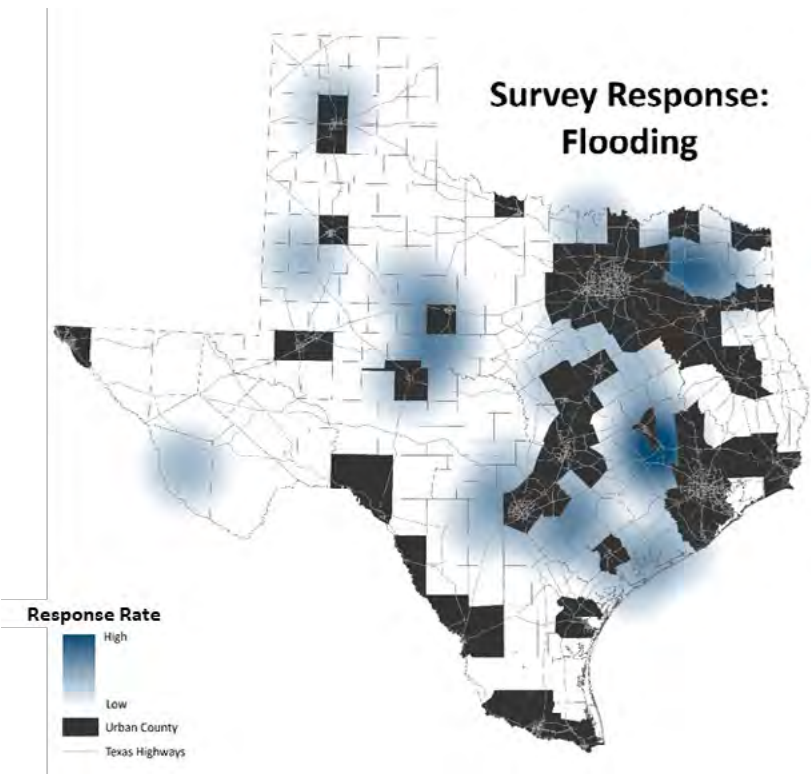 Survey Response:
Flooding
Response Rate
High
Low
Urban County
Texas Highways